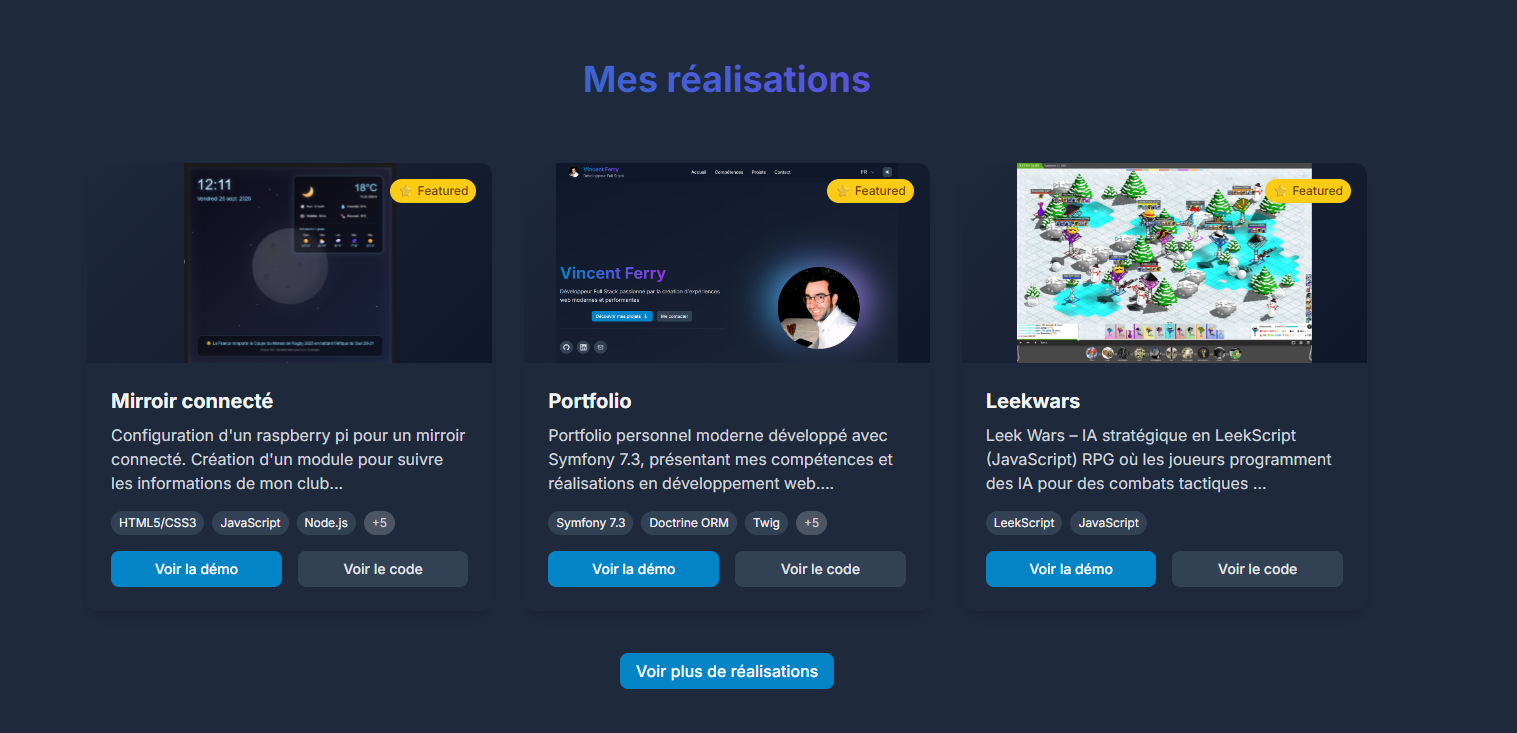 Mes réalisations
12:11
Vendredi 26 sept. 2025
18°C
⭐ Featured
Vincent Ferry
Développeur Full Stack
Accueil Compétences Projets Contact
FR
⭐ Featured
Vincent Ferry
Développeur Full Stack passionné par la création d'expériences
web modernes et performantes
Découvrir mes projets ↓ Me contacter
⭐ Featured
Mirroir connecté
Configuration d'un raspberry pi pour un mirroir
connecté. Création d'un module pour suivre
les informations de mon club...
HTML5/CSS3 JavaScript Node.js +5
Voir la démo Voir le code
Portfolio
Portfolio personnel moderne développé avec
Symfony 7.3, présentant mes compétences et
réalisations en développement web....
Symfony 7.3 Doctrine ORM Twig +5
Voir la démo Voir le code
Leekwars
Leek Wars – IA stratégique en LeekScript
(JavaScript) RPG où les joueurs programment
des IA pour des combats tactiques ...
LeekScript JavaScript
Voir la démo Voir le code
Voir plus de réalisations